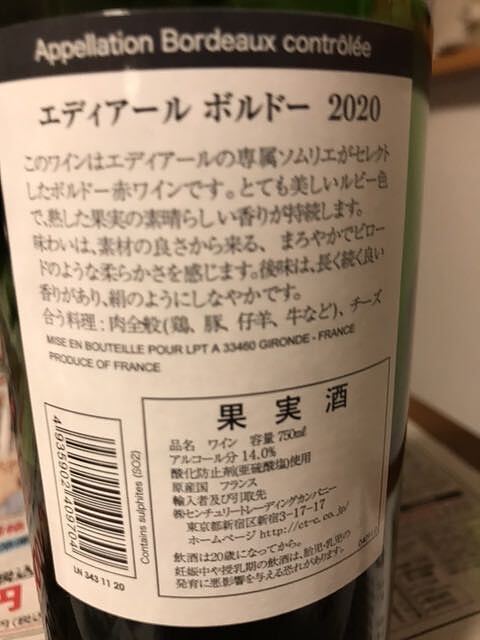 Appellation Bordeaux contrôlée
エディアール ボルドー 2020
このワインはエディアールの専属ソムリエがセレクト
したボルドー赤ワインです。とても美しいルビー色
で、熟した果実の素晴らしい香りが持続します。
味わいは、素材の良さから来る、まろやかでビロー
ドのような柔らかさを感じます。後味は、長く続く良い
香りがあり、絹のようにしなやかです。
合う料理：肉全般(鶏、豚、仔羊、牛など)、チーズ
MISE EN BOUTEILLE POUR LPT A 33460 GIRONDE - FRANCE
PRODUCE OF FRANCE
4935902409704
LN 343 11 20
Contains sulphites (SO2)
果実酒
品名 ワイン 容量 750ml
アルコール分 14.0%
酸化防止剤(亜硫酸塩)使用
原産国 フランス
輸入者及び引取先
㈱センチュリートレーディングカンパニー
東京都新宿区新宿3-17-17
ホームページ http://ct-c.co.jp/
飲酒は20歳になってから。
妊娠中や授乳期の飲酒は、胎児・乳児の
発育に悪影響を与える恐れがあります。